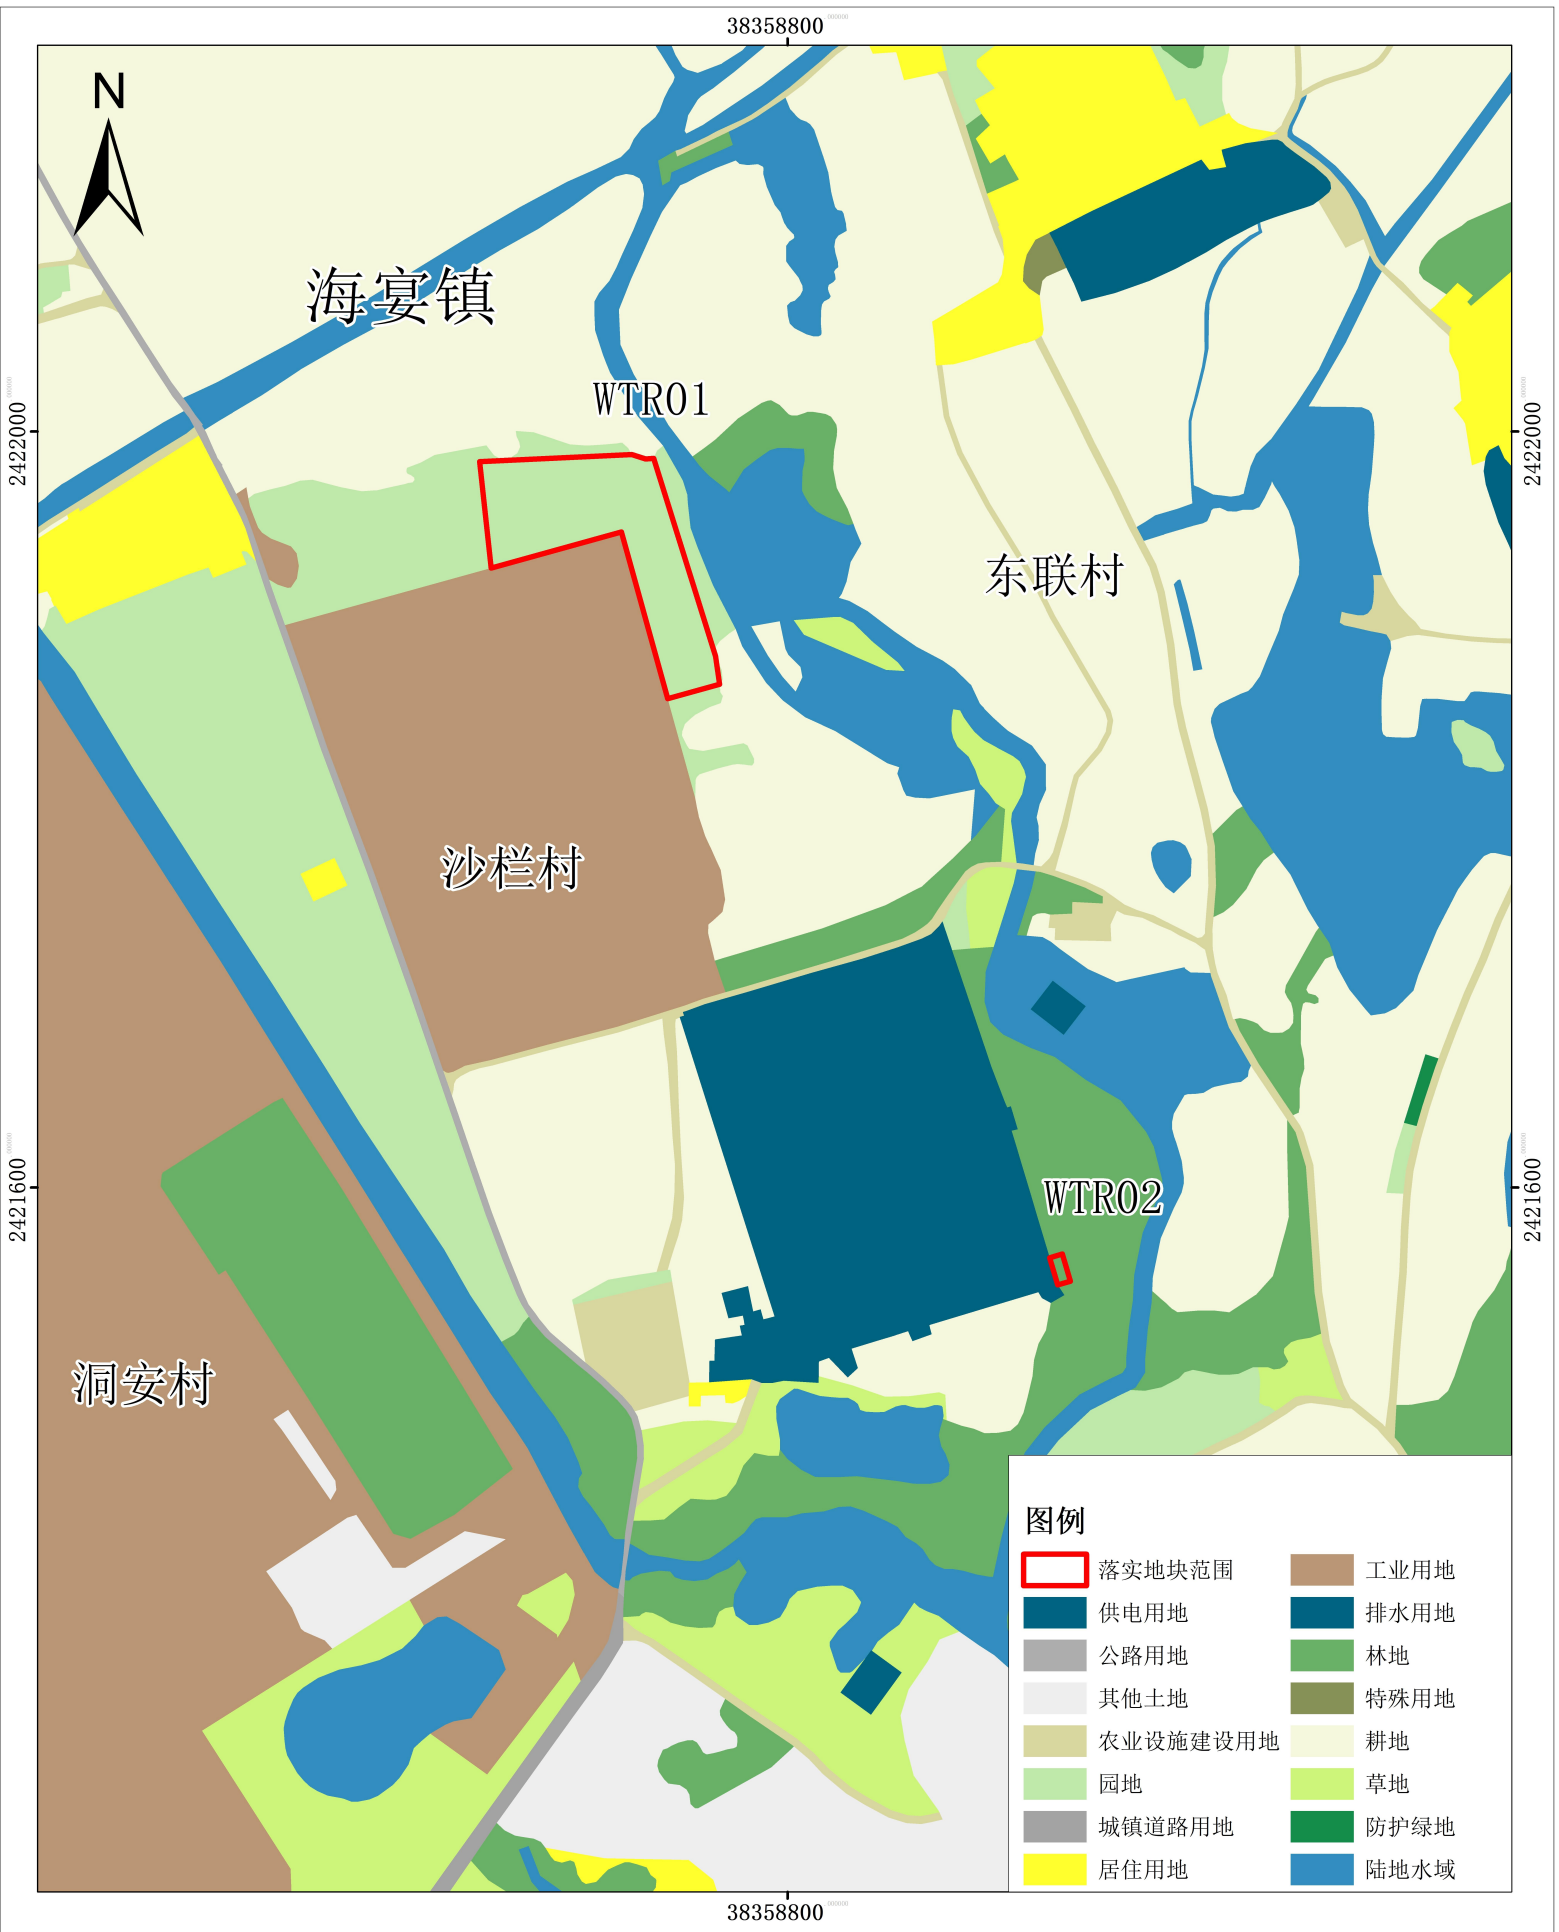 38358800
N
海宴镇
WTR01
2422000
2422000
东联村
沙栏村
2421600
2421600
WTR02
洞安村
图例
落实地块范围
工业用地
供电用地
排水用地
公路用地
林地
其他土地
特殊用地
农业设施建设用地
耕地
园地
草地
城镇道路用地
防护绿地
居住用地
陆地水域
38358800